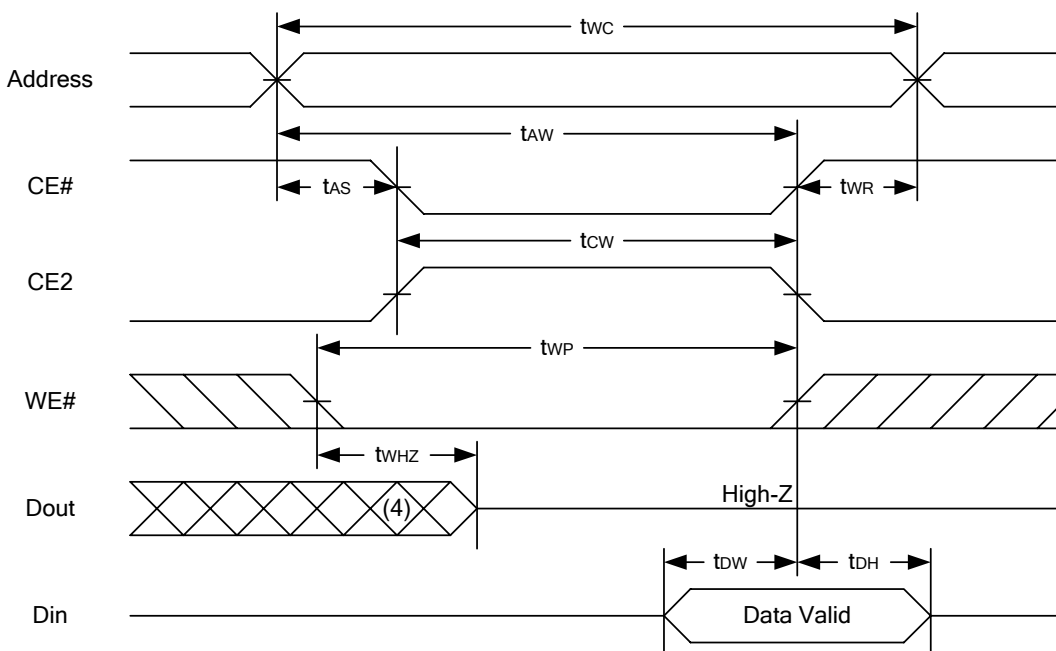 tWC
Address
tAW
CE#
tAS
tWR
tCW
CE2
tWP
WE#
tWHZ
Dout
(4)
High-Z
tDW
tDH
Din
Data Valid